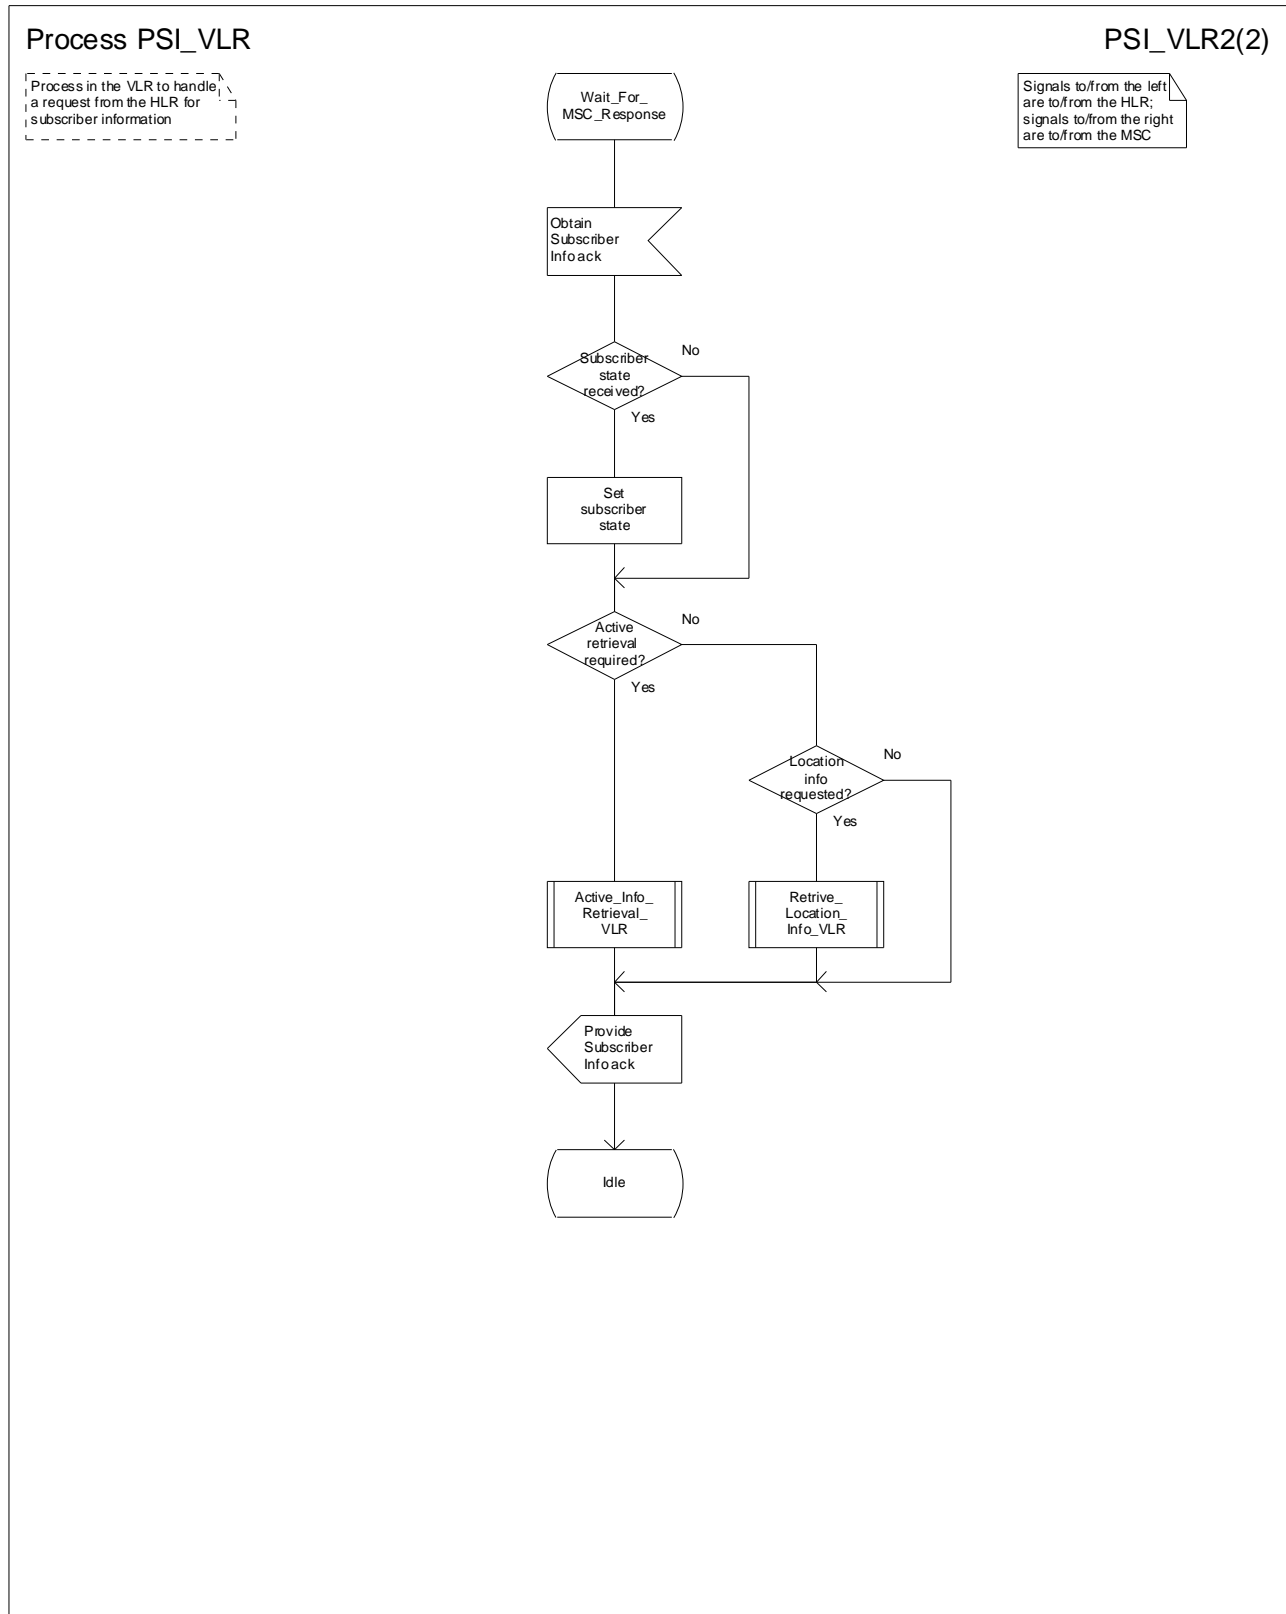 Process PSI_VLR
PSI_VLR2(2)
Process in the VLR to handle
a request from the HLR for
subscriber information
Signals to/from the left
are to/from the HLR;
signals to/from the right
are to/from the MSC
Wait_For_
MSC_Response
Obtain
Subscriber
Info ack
Subscriber
state
received?
No
Yes
Set
subscriber
state
Active
retrieval
required?
No
Yes
Location
info
requested?
No
Yes
Active_Info_
Retrieval_
VLR
Retrive_
Location_
Info_VLR
Provide
Subscriber
Info ack
Idle